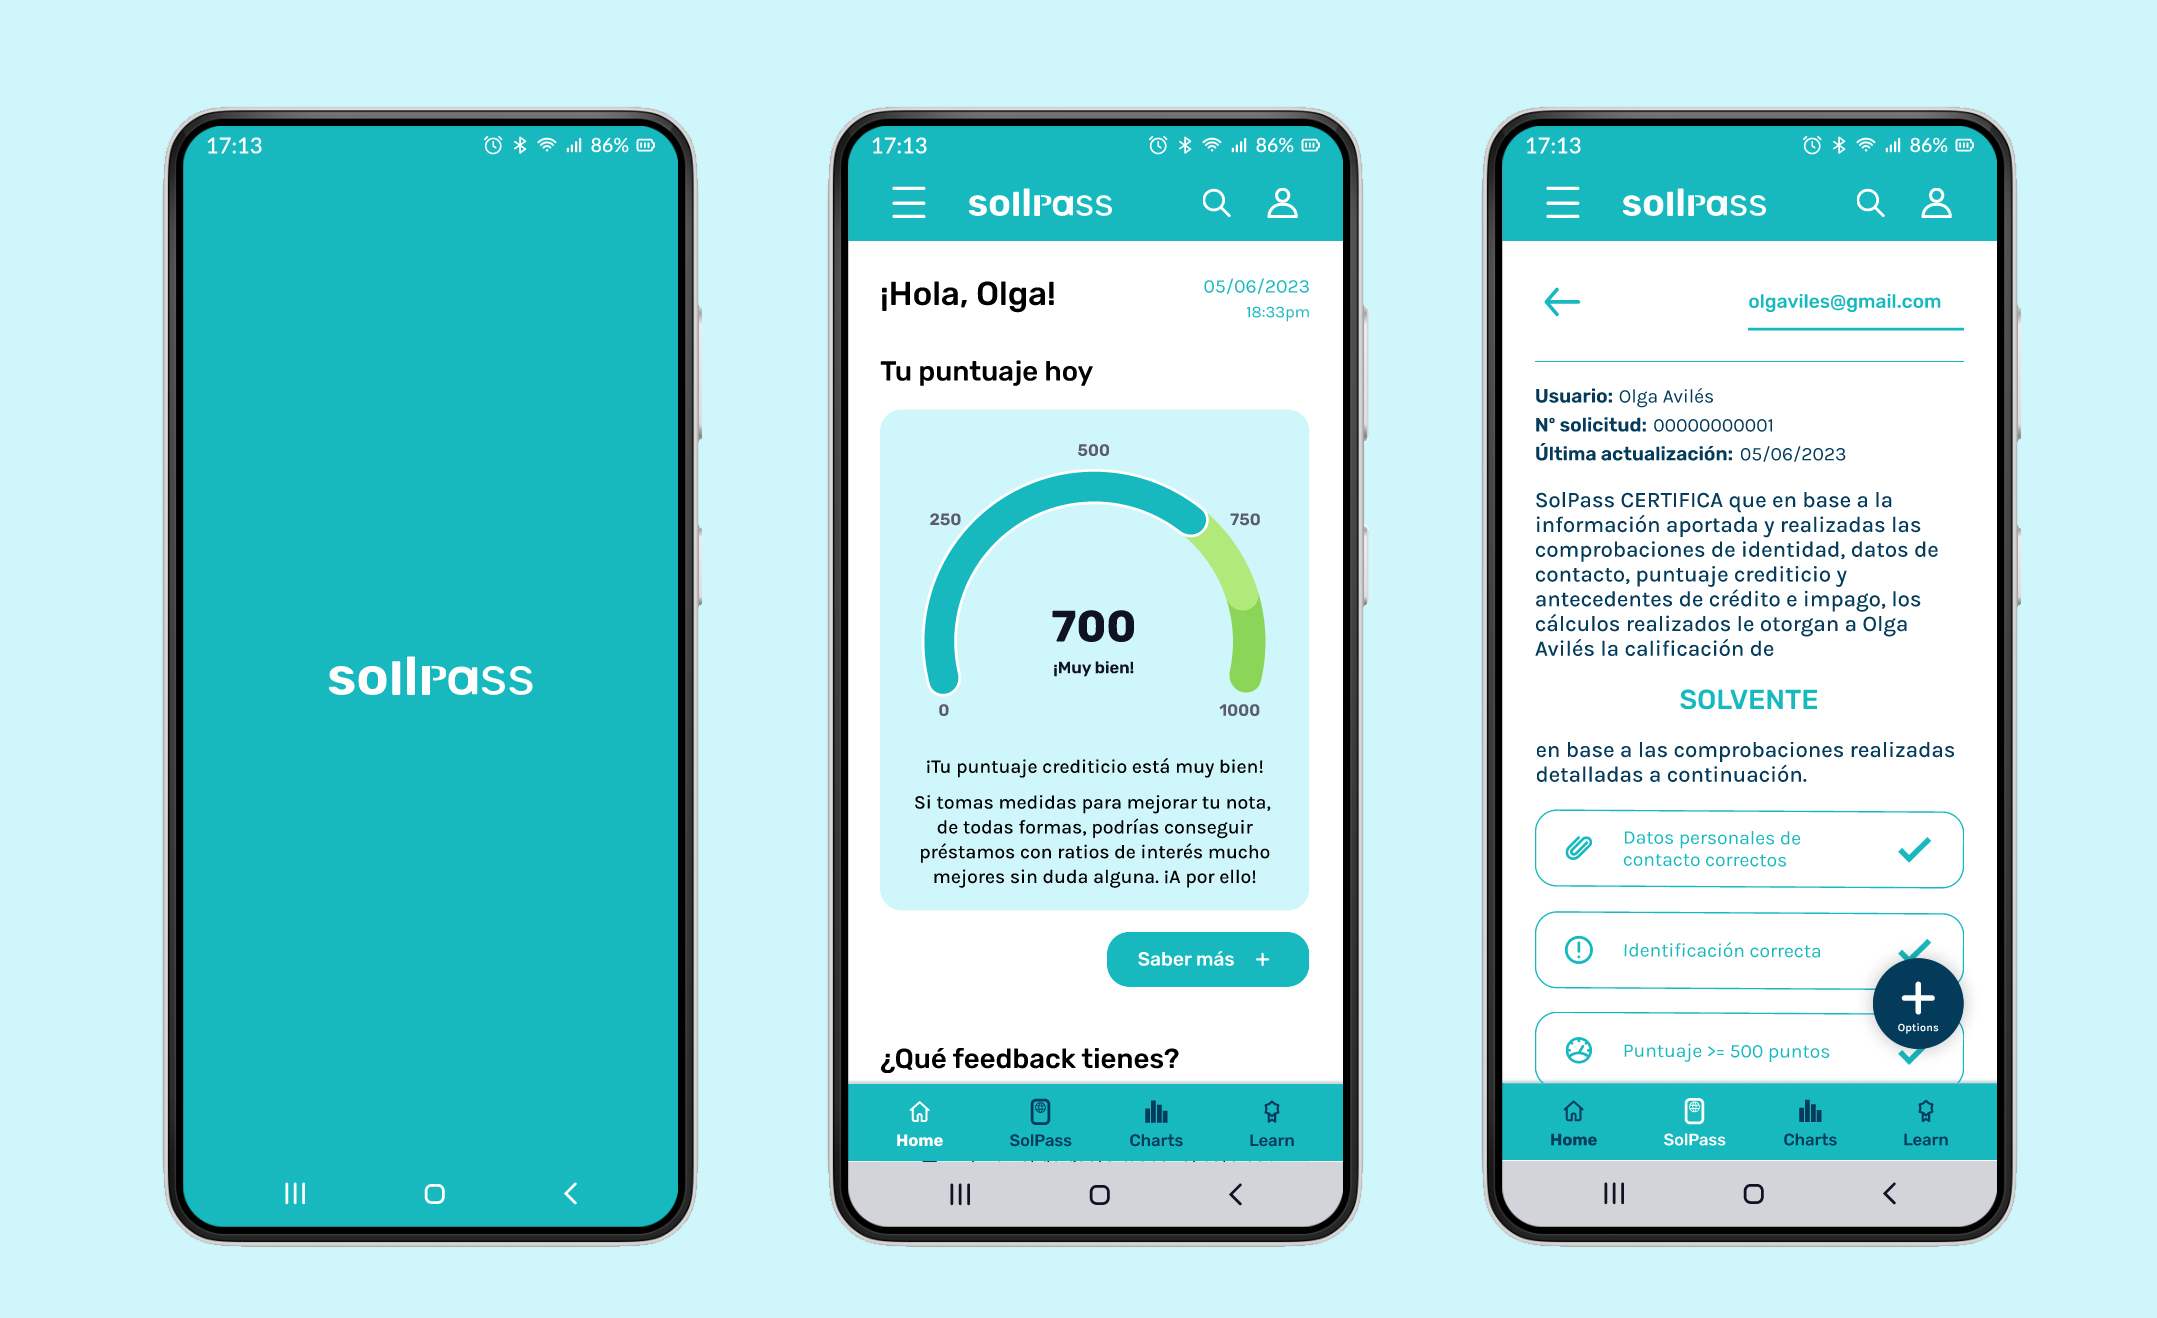 17:13
86%
sollpass
17:13
86%
sollpass
¡Hola, Olga!
05/06/2023
18:33pm
Tu puntuaje hoy
500
250
750
700
¡Muy bien!
0
1000
¡Tu puntuaje crediticio está muy bien!
Si tomas medidas para mejorar tu nota,
de todas formas, podrías conseguir
préstamos con ratios de interés mucho
mejores sin duda alguna. ¡A por ello!
Saber más +
¿Qué feedback tienes?
Home
SolPass
Charts
Learn
17:13
86%
sollpass
olgaviles@gmail.com
Usuario: Olga Avilés
Nº solicitud: 00000000001
Última actualización: 05/06/2023
SolPass CERTIFICA que en base a la
información aportada y realizadas las
comprobaciones de identidad, datos de
contacto, puntuaje crediticio y
antecedentes de crédito e impago, los
cálculos realizados le otorgan a Olga
Avilés la calificación de
SOLVENTE
en base a las comprobaciones realizadas
detalladas a continuación.
Datos personales de
contacto correctos
Identificación correcta
Options
Puntuaje >= 500 puntos
Home
SolPass
Charts
Learn